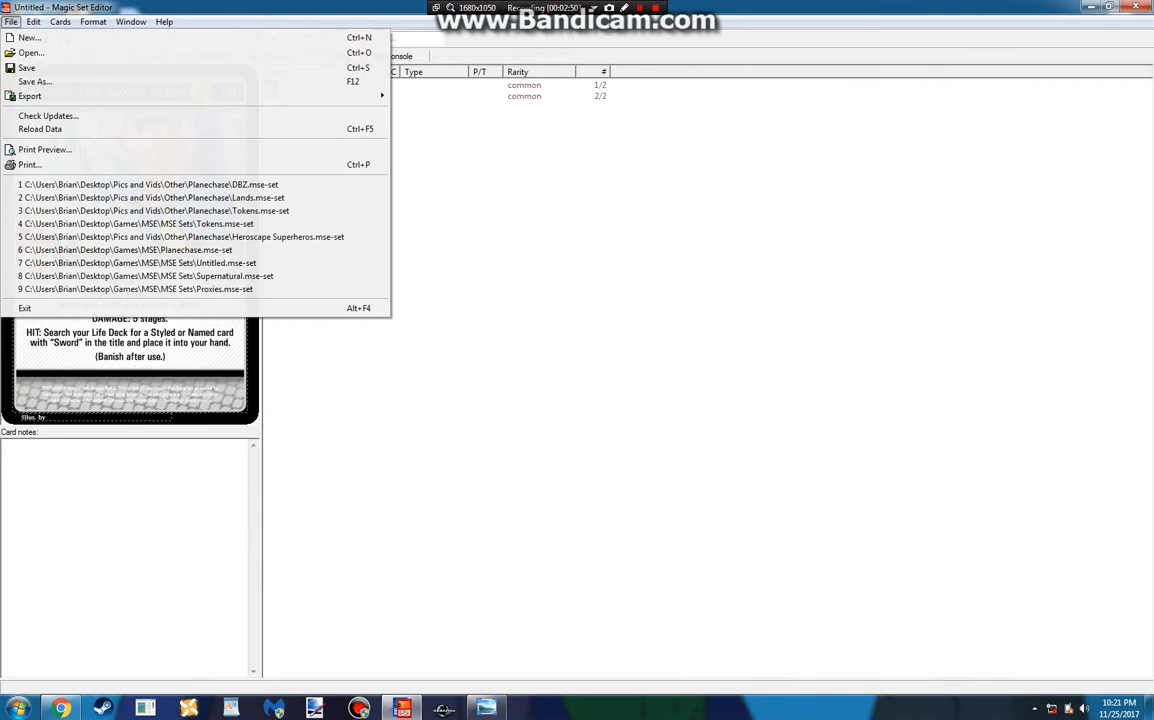 Untitled - Magic Set Editor
1680x1050 Recording [00:02:50]
www.Bandicam.com
File Edit Cards Format Window Help
New... Ctrl+N
Open... Ctrl+O
Save Ctrl+S
Save As... F12
Export
Check Updates...
Reload Data Ctrl+F5
Print Preview...
Print... Ctrl+P
1 C:\Users\Brian\Desktop\Pics and Vids\Other\Planechase\DBZ.mse-set
2 C:\Users\Brian\Desktop\Pics and Vids\Other\Planechase\Lands.mse-set
3 C:\Users\Brian\Desktop\Pics and Vids\Other\Planechase\Tokens.mse-set
4 C:\Users\Brian\Desktop\Games\MSE\MSE Sets\Tokens.mse-set
5 C:\Users\Brian\Desktop\Pics and Vids\Other\Planechase\Heroscape Superheros.mse-set
6 C:\Users\Brian\Desktop\Games\MSE\Planechase.mse-set
7 C:\Users\Brian\Desktop\Games\MSE\MSE Sets\Untitled.mse-set
8 C:\Users\Brian\Desktop\Games\MSE\MSE Sets\Supernatural.mse-set
9 C:\Users\Brian\Desktop\Games\MSE\MSE Sets\Proxies.mse-set
Exit Alt+F4
onsole
C Type P/T Rarity #
common 1/2
common 2/2
DAMAGE: 5 stages.
HIT: Search your Life Deck for a Styled or Named card
with “Sword” in the title and place it into your hand.
(Banish after use.)
Illus. by
Card notes:
10:21 PM
11/25/2017